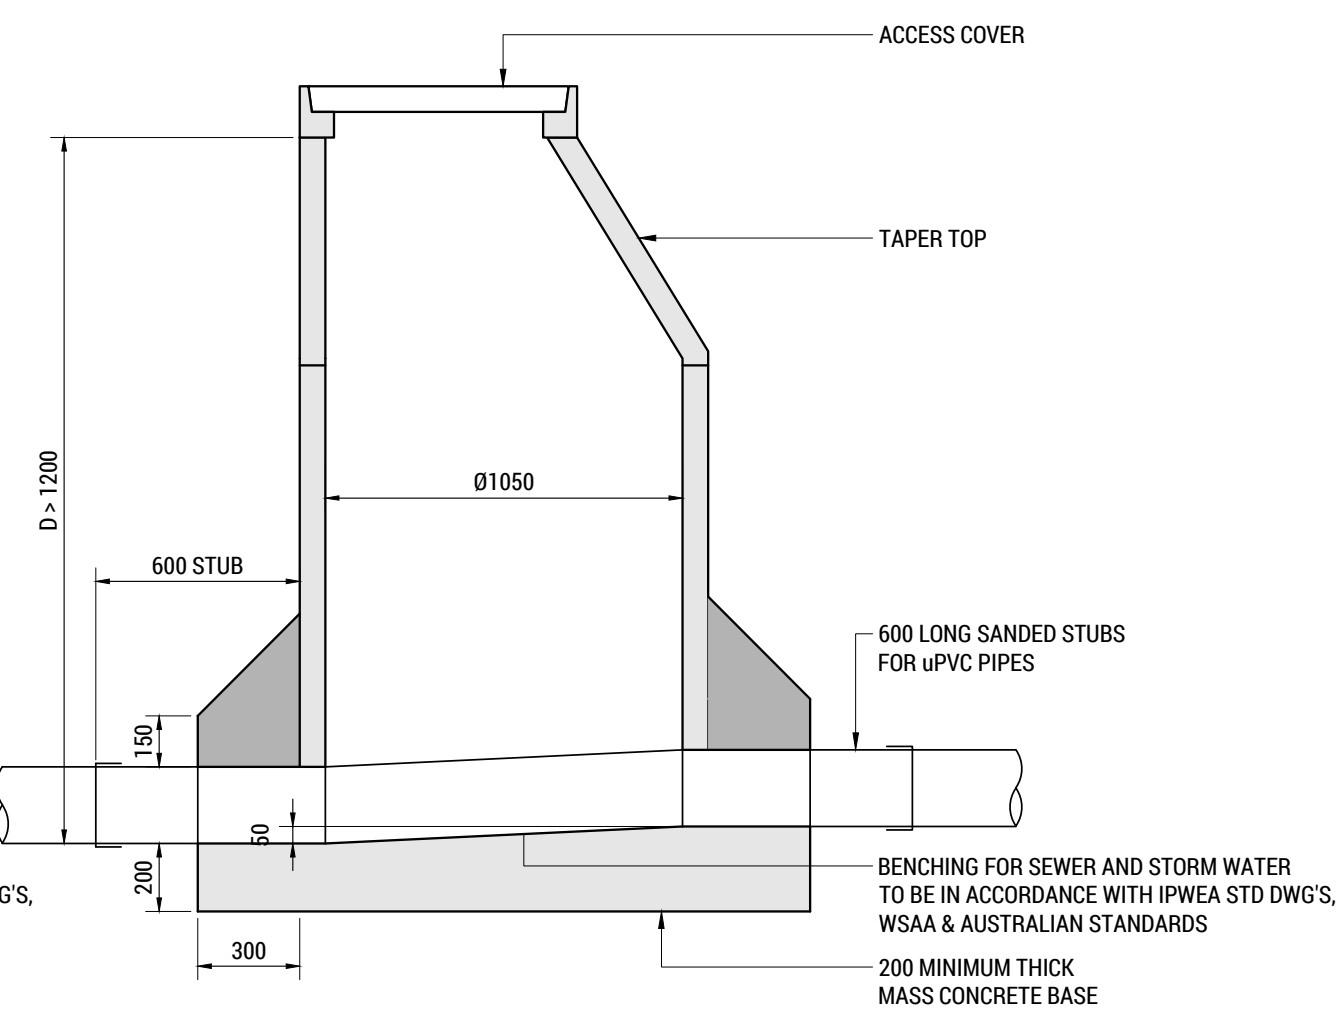 ACCESS COVER
TAPER TOP
Ø1050
D > 1200
600 STUB
600 LONG SANDED STUBS
FOR uPVC PIPES
150
50
200
G'S,
BENCHING FOR SEWER AND STORM WATER
TO BE IN ACCORDANCE WITH IPWEA STD DWG'S,
WSAA & AUSTRALIAN STANDARDS
300
200 MINIMUM THICK
MASS CONCRETE BASE